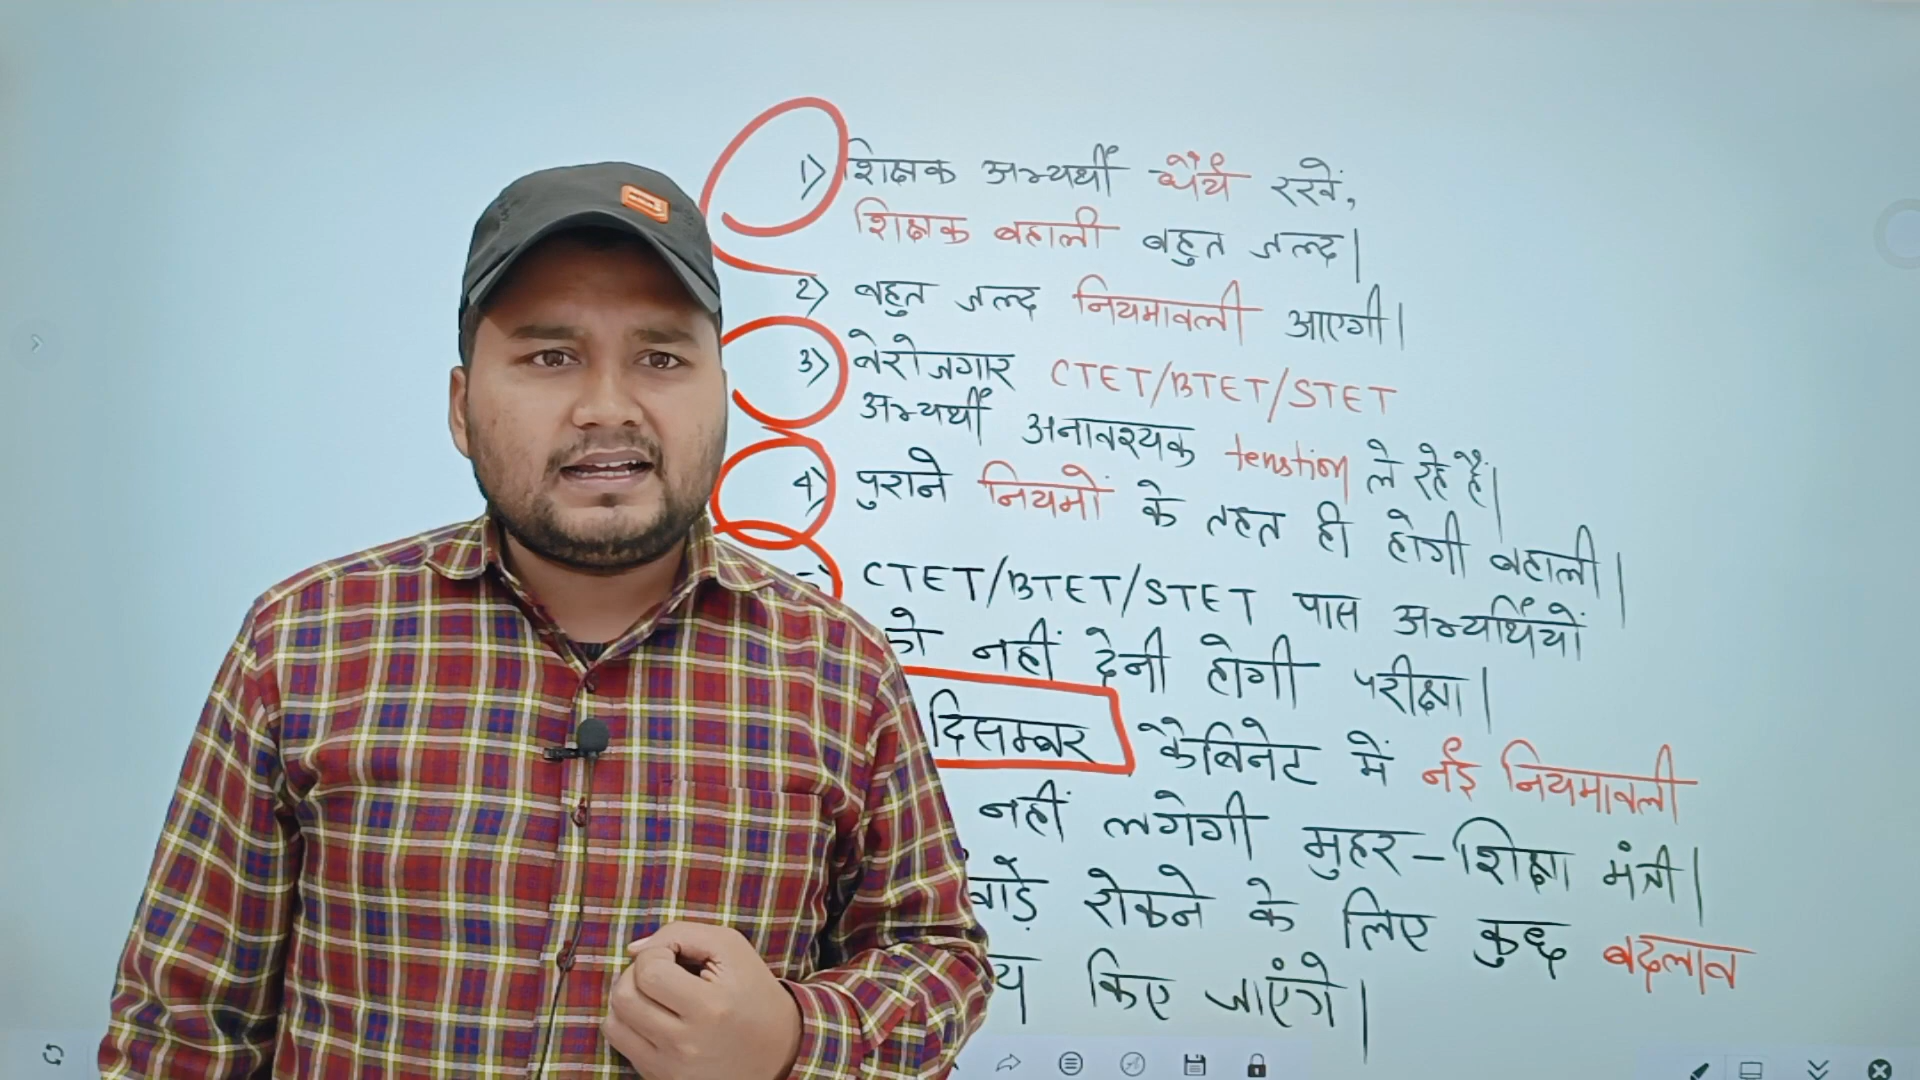 1) शिक्षक अभ्यर्थी धैर्य रखें,
शिक्षक बहाली बहुत जल्द|
2) बहुत जल्द नियमावली आएगी|
3) बेरोजगार CTET/BTET/STET
अभ्यर्थी अनावश्यक tenstion ले रहे हैं|
4) पुराने नियमों के तहत ही होगी बहाली|
CTET/BTET/STET पास अभ्यर्थियों
को नहीं देनी होगी परीक्षा|
दिसम्बर कैबिनेट में नई नियमावली
नहीं लगेगी मुहर-शिक्षा मंत्री|
रोकने के लिए कुछ बदलाव
किए जाएंगे|